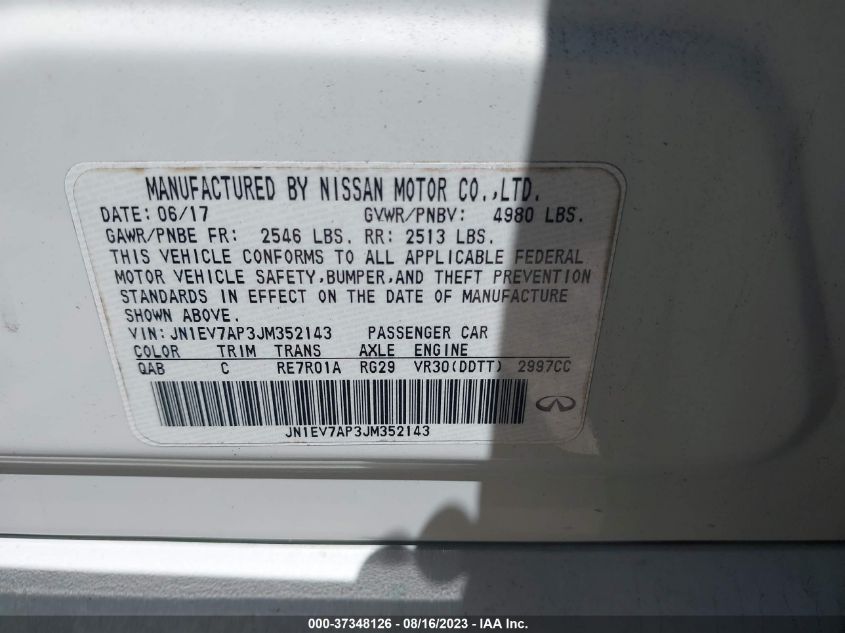 MANUFACTURED BY NISSAN MOTOR CO.,LTD.
DATE: 06/17 GVWR/PNBV: 4980 LBS.
GAWR/PNBE FR: 2546 LBS. RR: 2513 LBS.
THIS VEHICLE CONFORMS TO ALL APPLICABLE FEDERAL
MOTOR VEHICLE SAFETY,BUMPER,AND THEFT PREVENTION
STANDARDS IN EFFECT ON THE DATE OF MANUFACTURE
SHOWN ABOVE.
VIN:JN1EV7AP3JM352143 PASSENGER CAR
COLOR TRIM TRANS AXLE ENGINE
QAB C RE7R01A RG29 VR30(DDTT) 2997CC
JN1EV7AP3JM352143
000-37348126 - 08/16/2023 - IAA Inc.